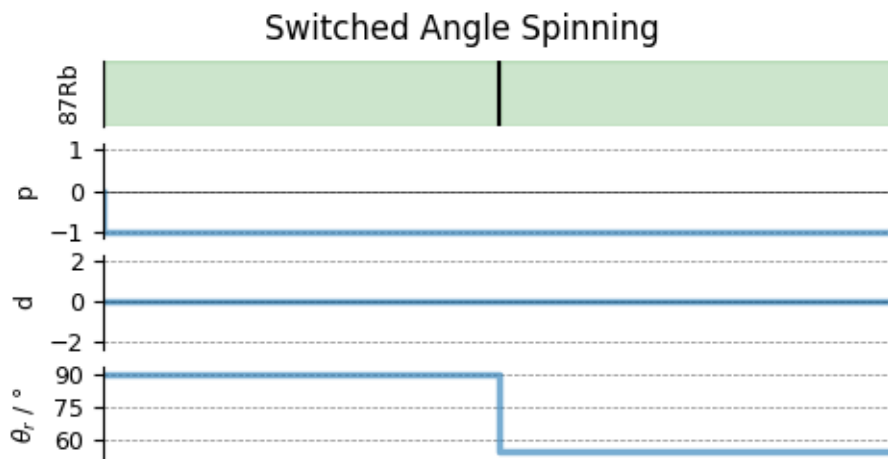 Switched Angle Spinning
87Rb
1
0
−1
p
2
0
−2
d
90
75
60
θr / °